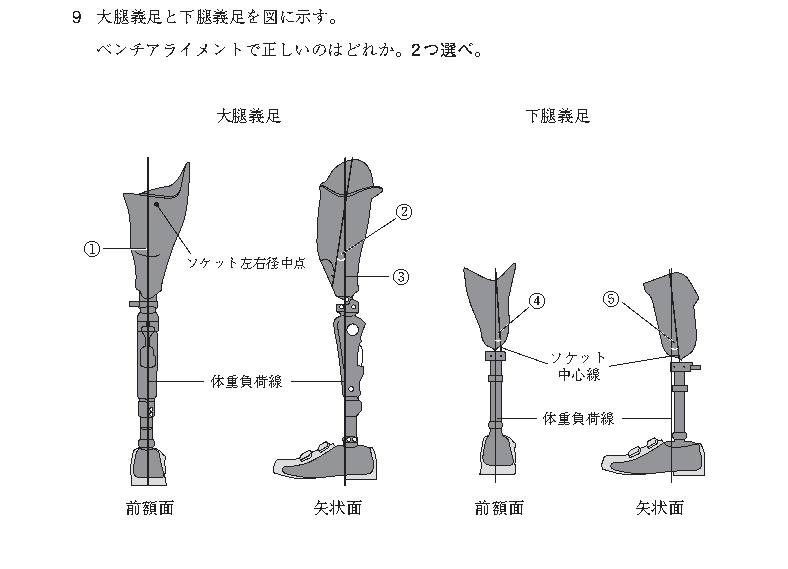 9 大腿義足と下腿義足を図に示す。
ベンチアライメントで正しいのはどれか。2つ選べ。
大腿義足
下腿義足
①
ソケット左右径中点
②
③
④
⑤
ソケット
中心線
体重負荷線
体重負荷線
前額面
矢状面
前額面
矢状面